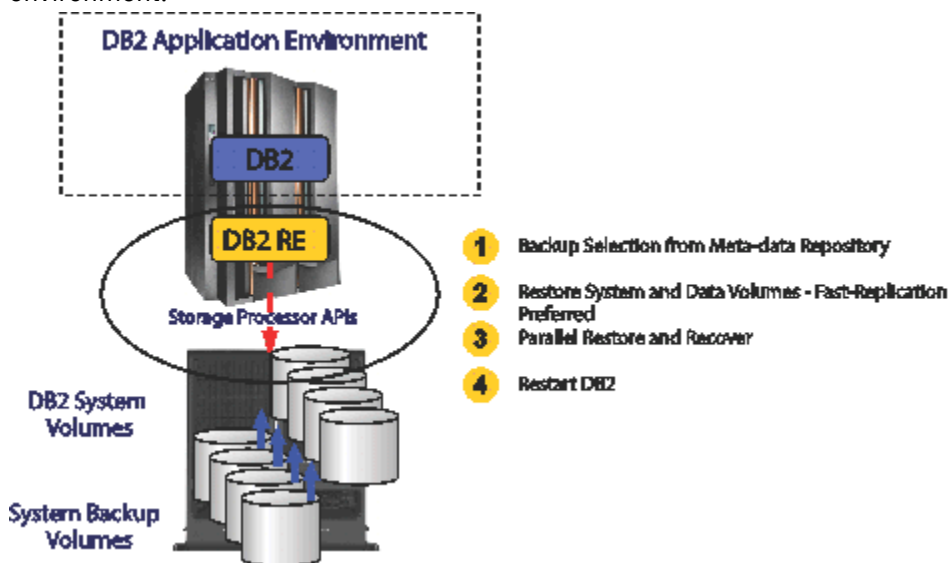 environment.
DB2 Application Environment
DB2
DB2 RE
Storage Processor APIs
DB2 System
Volumes
System Backup
Volumes
1 Backup Selection from Meta-data Repository
2 Restore System and Data Volumes - Fast-Replication
Preferred
3 Parallel Restore and Recover
4 Restart DB2